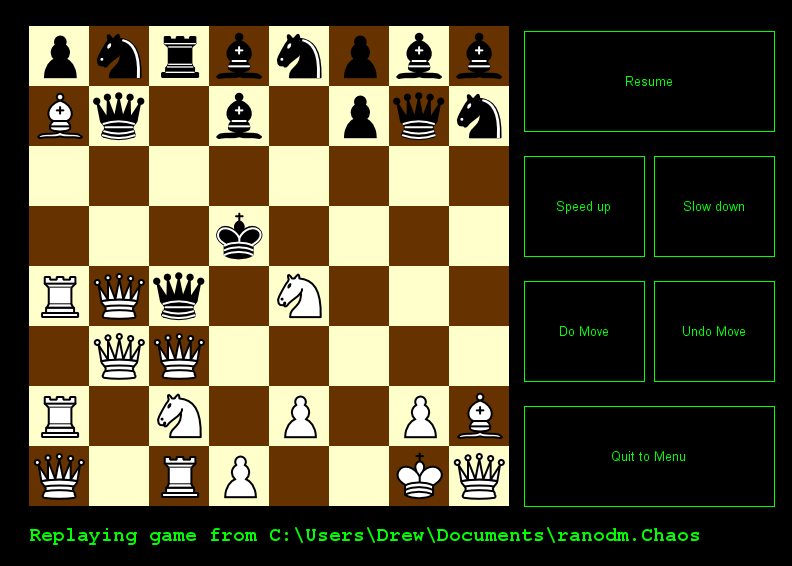 Resume
Speed up
Slow down
Do Move
Undo Move
Quit to Menu
Replaying game from C:\Users\Drew\Documents\ranodm.Chaos